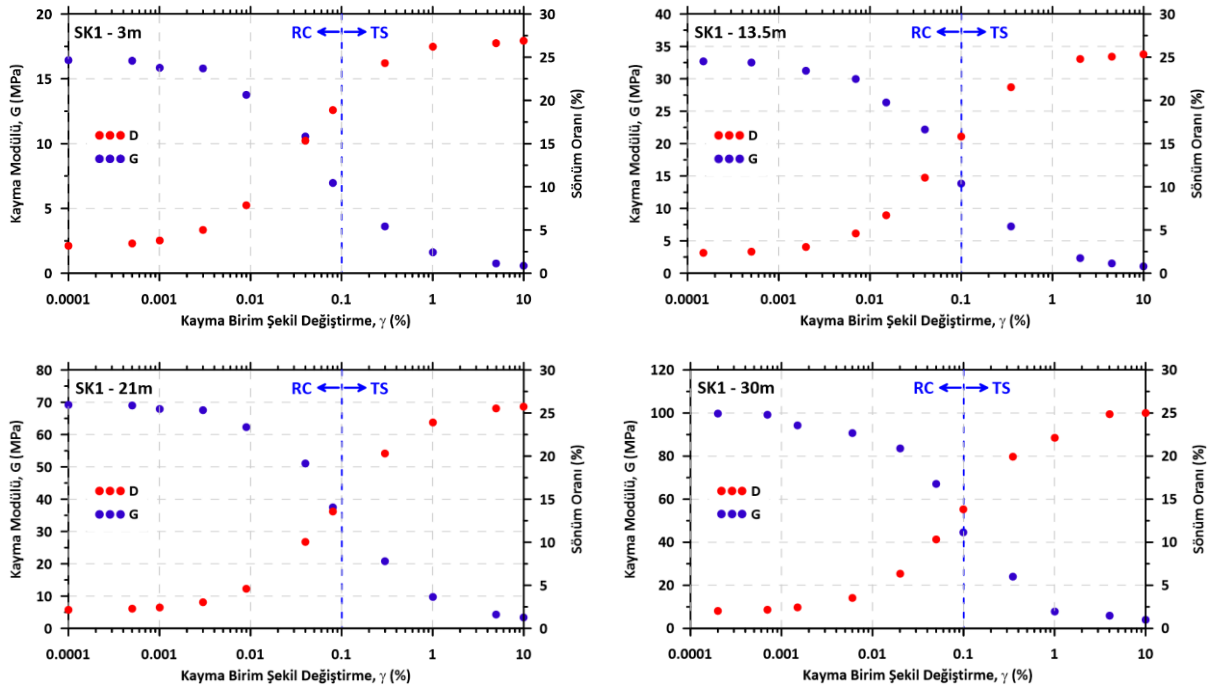 SK1 - 3m
RC TS
D
G
Kayma Modülü, G (MPa)
20
15
10
5
0
Sönüm Oranı (%)
30
25
20
15
10
5
0
0.0001 0.001 0.01 0.1 1 10
Kayma Birim Şekil Değiştirme, γ (%)
SK1 - 13.5m
RC TS
D
G
Kayma Modülü, G (MPa)
40
35
30
25
20
15
10
5
0
Sönüm Oranı (%)
30
25
20
15
10
5
0
0.0001 0.001 0.01 0.1 1 10
Kayma Birim Şekil Değiştirme, γ (%)
SK1 - 21m
RC TS
D
G
Kayma Modülü, G (MPa)
80
70
60
50
40
30
20
10
0
Sönüm Oranı (%)
30
25
20
15
10
5
0
0.0001 0.001 0.01 0.1 1 10
Kayma Birim Şekil Değiştirme, γ (%)
SK1 - 30m
RC TS
D
G
Kayma Modülü, G (MPa)
120
100
80
60
40
20
0
Sönüm Oranı (%)
30
25
20
15
10
5
0
0.0001 0.001 0.01 0.1 1 10
Kayma Birim Şekil Değiştirme, γ (%)